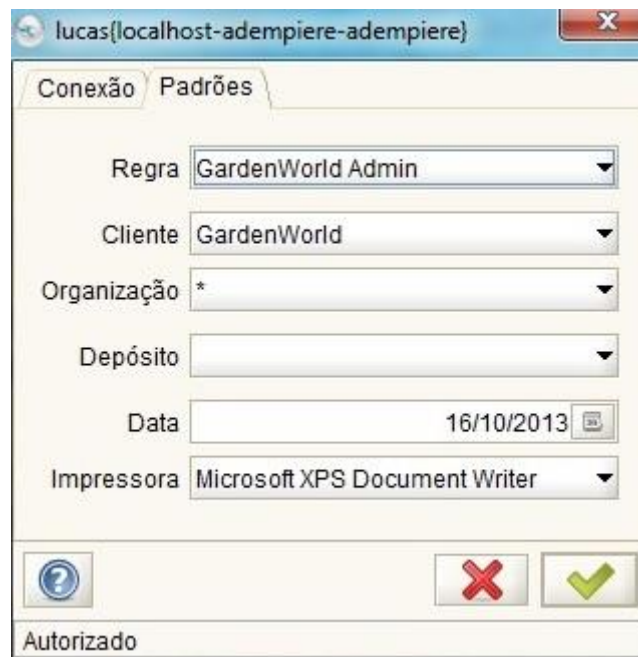 lucas{localhost-adempiere-adempiere}
Conexão Padrões
Regra GardenWorld Admin
Cliente GardenWorld
Organização *
Depósito
Data 16/10/2013
Impressora Microsoft XPS Document Writer
Autorizado